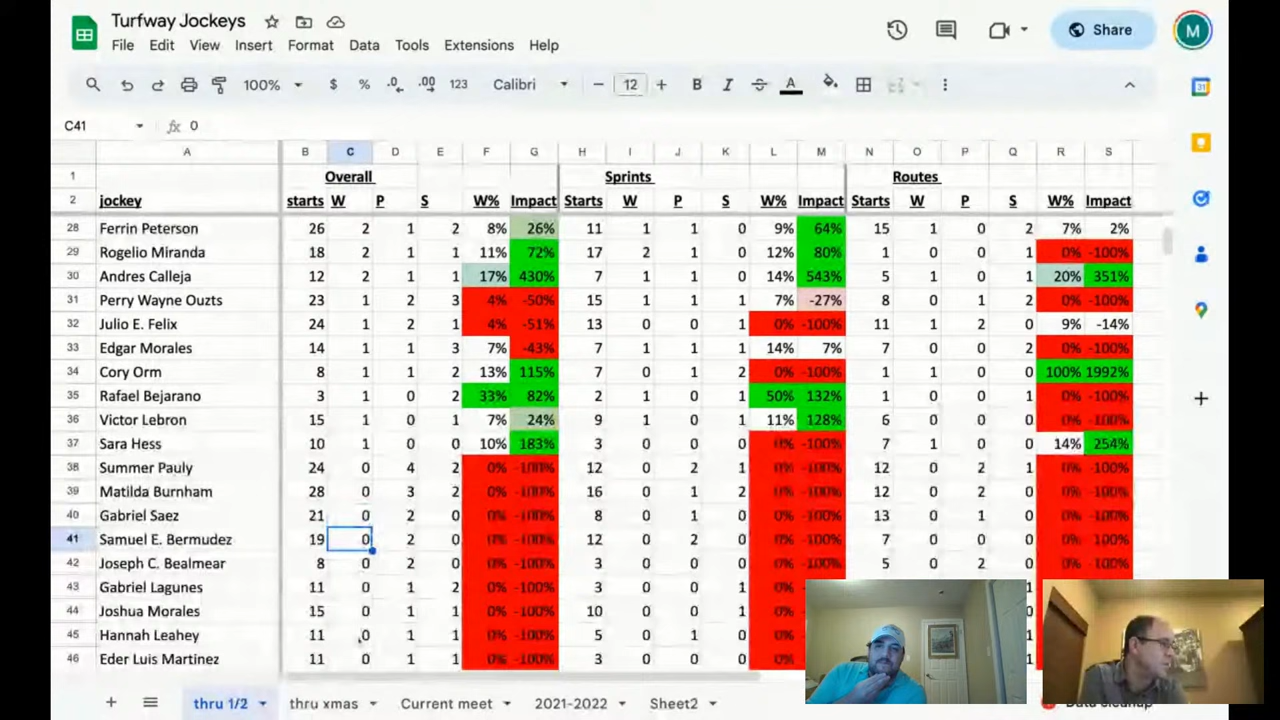 Turfway Jockeys
File Edit View Insert Format Data Tools Extensions Help
Share
M
100% $ % .0 .00 123 Calibri 12 B I A
C41 fx 0
A B C D E F G H I J K L M N O P Q R S
1 Overall Sprints Routes
2 jockey starts W P S W% Impact Starts W P S W% Impact Starts W P S W% Impact
28 Ferrin Peterson 26 2 1 2 8% 26% 11 1 1 0 9% 64% 15 1 0 2 7% 2%
29 Rogelio Miranda 18 2 1 1 11% 72% 17 2 1 0 12% 80% 1 0 0 1 0% -100%
30 Andres Calleja 12 2 1 1 17% 430% 7 1 1 0 14% 543% 5 1 0 1 20% 351%
31 Perry Wayne Ouzts 23 1 2 3 4% -50% 15 1 1 1 7% -27% 8 0 1 2 0% -100%
32 Julio E. Felix 24 1 2 1 4% -51% 13 0 0 1 0% -100% 11 1 2 0 9% -14%
33 Edgar Morales 14 1 1 3 7% -43% 7 1 1 1 14% 7% 7 0 0 2 0% -100%
34 Cory Orm 8 1 1 2 13% 115% 7 0 1 2 0% -100% 1 1 0 0 100% 1992%
35 Rafael Bejarano 3 1 0 2 33% 82% 2 1 0 1 50% 132% 1 0 0 1 0% -100%
36 Victor Lebron 15 1 0 1 7% 24% 9 1 0 1 11% 128% 6 0 0 0 0% -100%
37 Sara Hess 10 1 0 0 10% 183% 3 0 0 0 0% -100% 7 1 0 0 14% 254%
38 Summer Pauly 24 0 4 2 0% -100% 12 0 2 1 0% -100% 12 0 2 1 0% -100%
39 Matilda Burnham 28 0 3 2 0% -100% 16 0 1 2 0% -100% 12 0 2 0 0% -100%
40 Gabriel Saez 21 0 2 0 0% -100% 8 0 1 0 0% -100% 13 0 1 0 0% -100%
41 Samuel E. Bermudez 19 0 2 0 0% -100% 12 0 2 0 0% -100% 7 0 0 0 0% -100%
42 Joseph C. Bealmear 8 0 2 0 0% -100% 3 0 0 0 0% -100% 5 0 2 0 0% -100%
43 Gabriel Lagunes 11 0 1 2 0% -100% 3 0 0 1 0%
44 Joshua Morales 15 0 1 1 0% -100% 10 0 0 1 0%
45 Hannah Leahey 11 0 1 1 0% -100% 5 0 1 0 0% 1
46 Eder Luis Martinez 11 0 1 1 0% -100% 3 0 0 0 0% 1
thru 1/2 thru xmas Current meet 2021-2022 Sheet2 Data cleanup